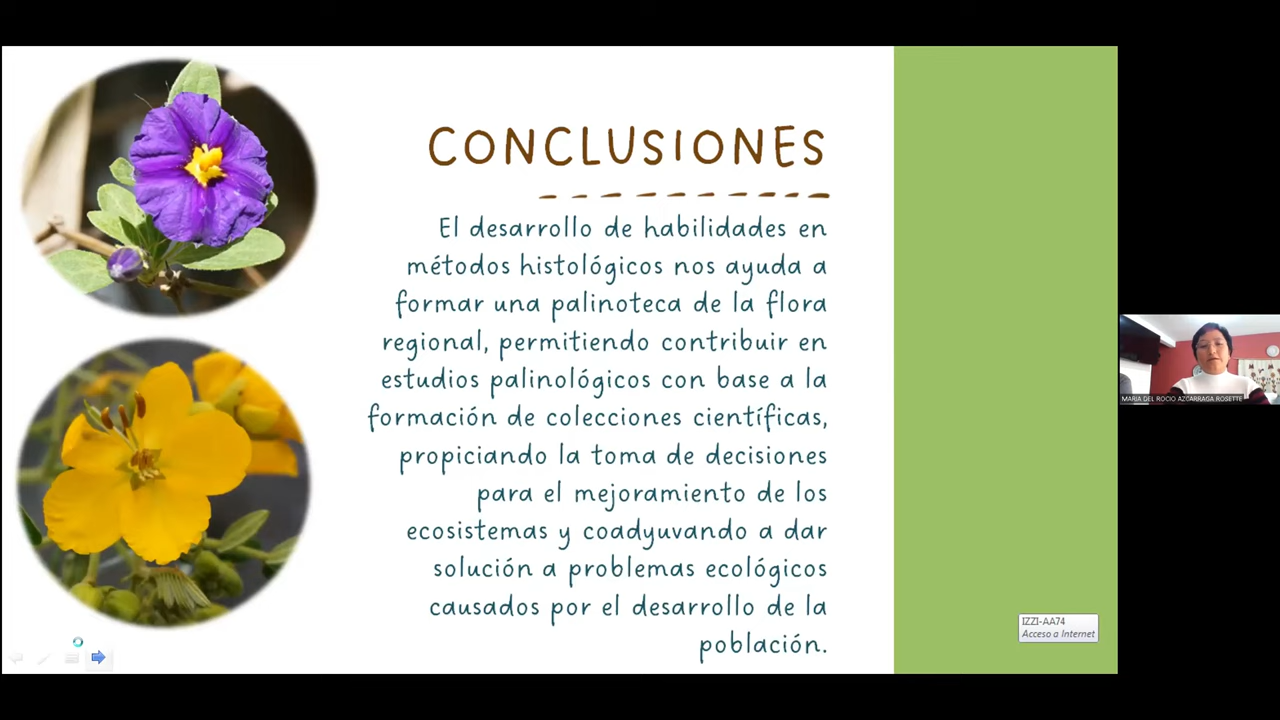 CONCLUSIONES
El desarrollo de habilidades en
métodos histológicos nos ayuda a
formar una palinoteca de la flora
regional, permitiendo contribuir en
estudios palinológicos con base a la
formación de colecciones científicas,
propiciando la toma de decisiones
para el mejoramiento de los
ecosistemas y coadyuvando a dar
solución a problemas ecológicos
causados por el desarrollo de la
población.
IZZI-AA74
Acceso a Internet
MARIA DEL ROCIO AZCARRAGA ROSETTE